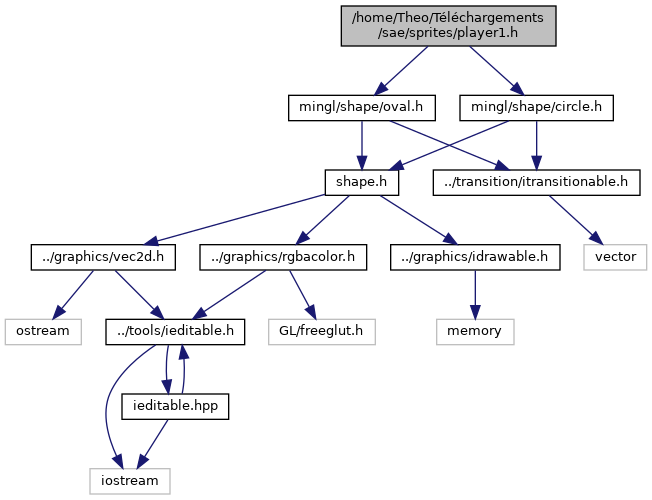 /home/Theo/Téléchargements
/sae/sprites/player1.h
mingl/shape/oval.h
mingl/shape/circle.h
shape.h
../transition/itransitionable.h
../graphics/vec2d.h
../graphics/rgbacolor.h
../graphics/idrawable.h
vector
ostream
../tools/ieditable.h
GL/freeglut.h
memory
ieditable.hpp
iostream